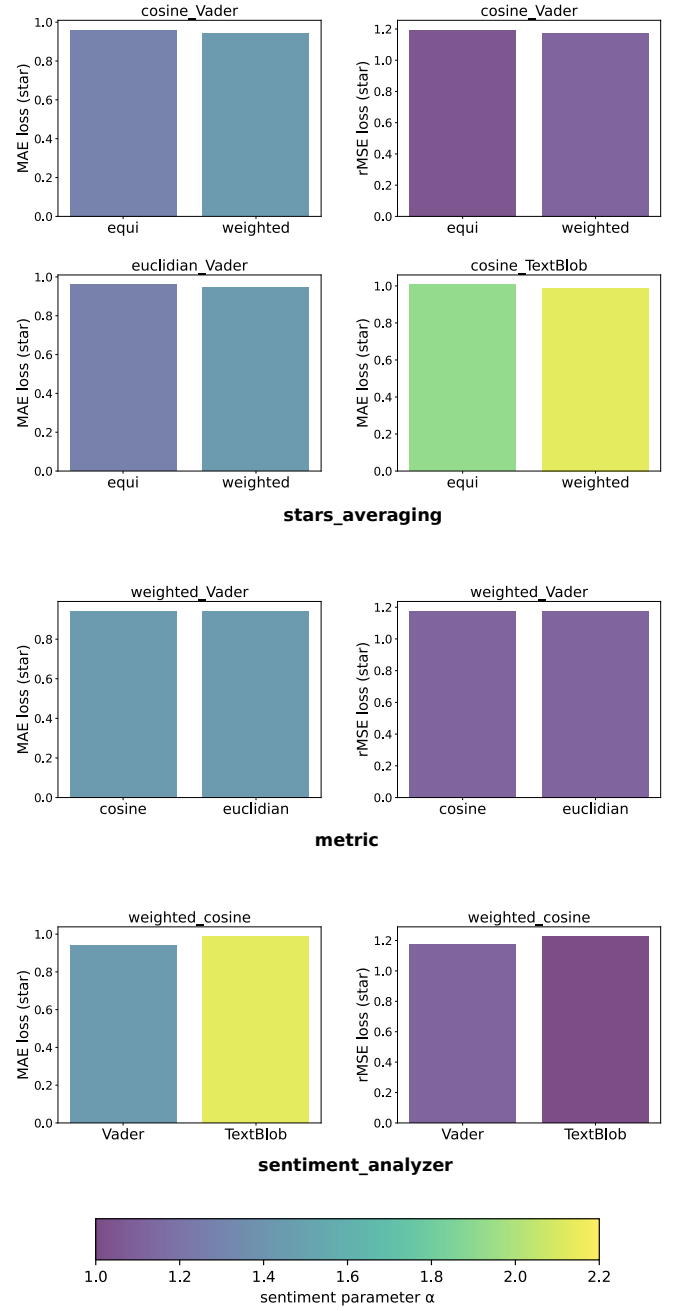 cosine_Vader
MAE loss (star)
1.0
0.8
0.6
0.4
0.2
0.0
equi weighted
cosine_Vader
rMSE loss (star)
1.2
1.0
0.8
0.6
0.4
0.2
0.0
equi weighted
euclidian_Vader
MAE loss (star)
1.0
0.8
0.6
0.4
0.2
0.0
equi weighted
cosine_TextBlob
MAE loss (star)
1.0
0.8
0.6
0.4
0.2
0.0
equi weighted
stars_averaging
weighted_Vader
MAE loss (star)
0.8
0.6
0.4
0.2
0.0
cosine euclidian
weighted_Vader
rMSE loss (star)
1.2
1.0
0.8
0.6
0.4
0.2
0.0
cosine euclidian
metric
weighted_cosine
MAE loss (star)
1.0
0.8
0.6
0.4
0.2
0.0
Vader TextBlob
weighted_cosine
rMSE loss (star)
1.2
1.0
0.8
0.6
0.4
0.2
0.0
Vader TextBlob
sentiment_analyzer
1.0 1.2 1.4 1.6 1.8 2.0 2.2
sentiment parameter α